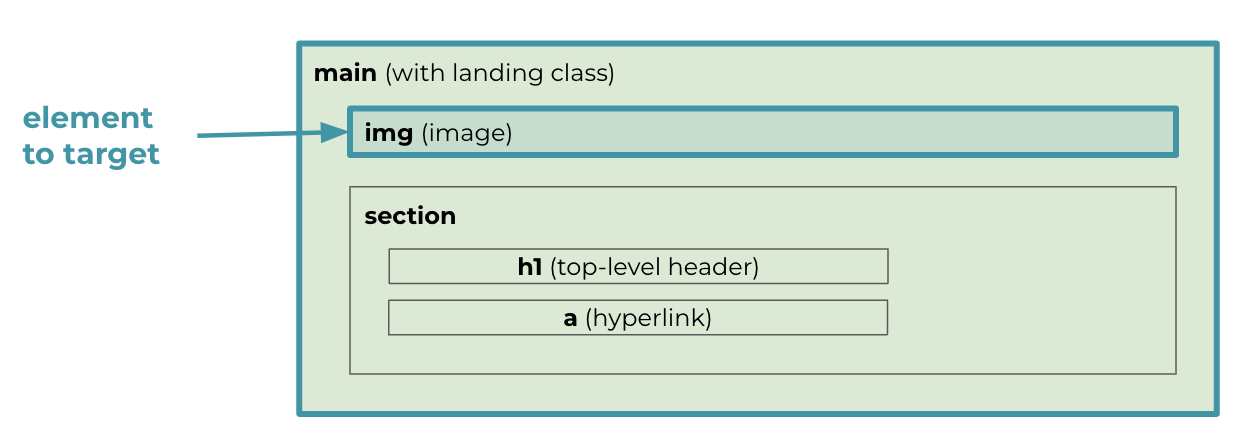 main (with landing class)
element
to target
img (image)
section
h1 (top-level header)
a (hyperlink)